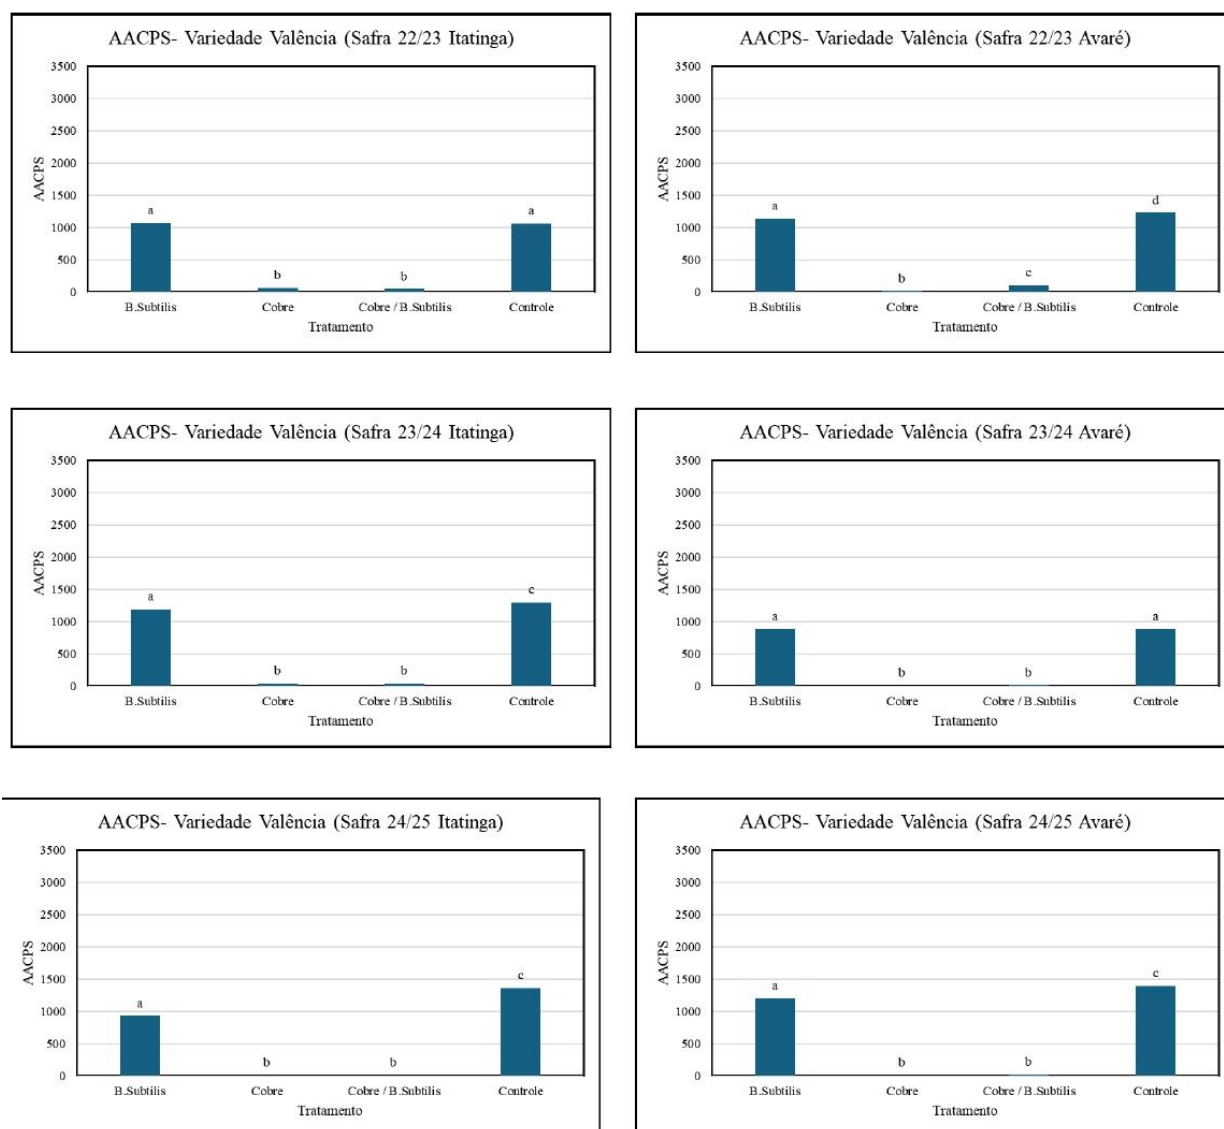 AACPS- Variedade Valência (Safra 22/23 Itatinga)
3500
3000
2500
2000
1500
1000
500
0
AACPS
a
b
b
a
B.Subtilis
Cobre
Cobre / B.Subtilis
Controle
Tratamento
AACPS- Variedade Valência (Safra 22/23 Avaré)
3500
3000
2500
2000
1500
1000
500
0
AACPS
a
b
c
d
B.Subtilis
Cobre
Cobre / B.Subtilis
Controle
Tratamento
AACPS- Variedade Valência (Safra 23/24 Itatinga)
3500
3000
2500
2000
1500
1000
500
0
AACPS
a
b
b
c
B.Subtilis
Cobre
Cobre / B.Subtilis
Controle
Tratamento
AACPS- Variedade Valência (Safra 23/24 Avaré)
3500
3000
2500
2000
1500
1000
500
0
AACPS
a
b
b
a
B.Subtilis
Cobre
Cobre / B.Subtilis
Controle
Tratamento
AACPS- Variedade Valência (Safra 24/25 Itatinga)
3500
3000
2500
2000
1500
1000
500
0
AACPS
a
b
b
c
B.Subtilis
Cobre
Cobre / B.Subtilis
Controle
Tratamento
AACPS- Variedade Valência (Safra 24/25 Avaré)
3500
3000
2500
2000
1500
1000
500
0
AACPS
a
b
b
c
B.Subtilis
Cobre
Cobre / B.Subtilis
Controle
Tratamento